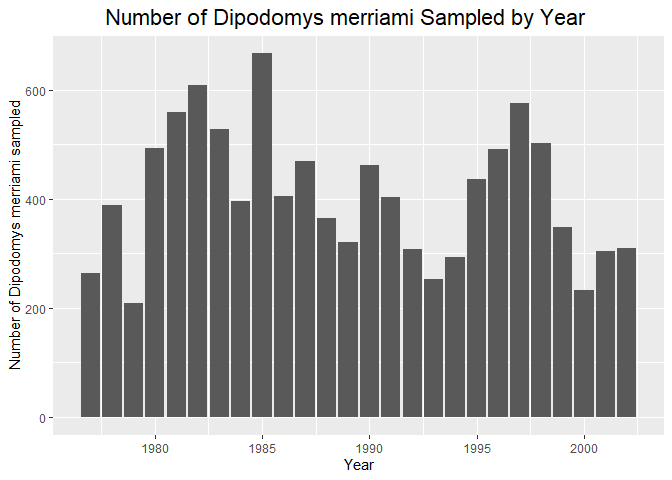 Number of Dipodomys merriami Sampled by Year
Number of Dipodomys merriami sampled
600
400
200
0
1980 1985 1990 1995 2000
Year